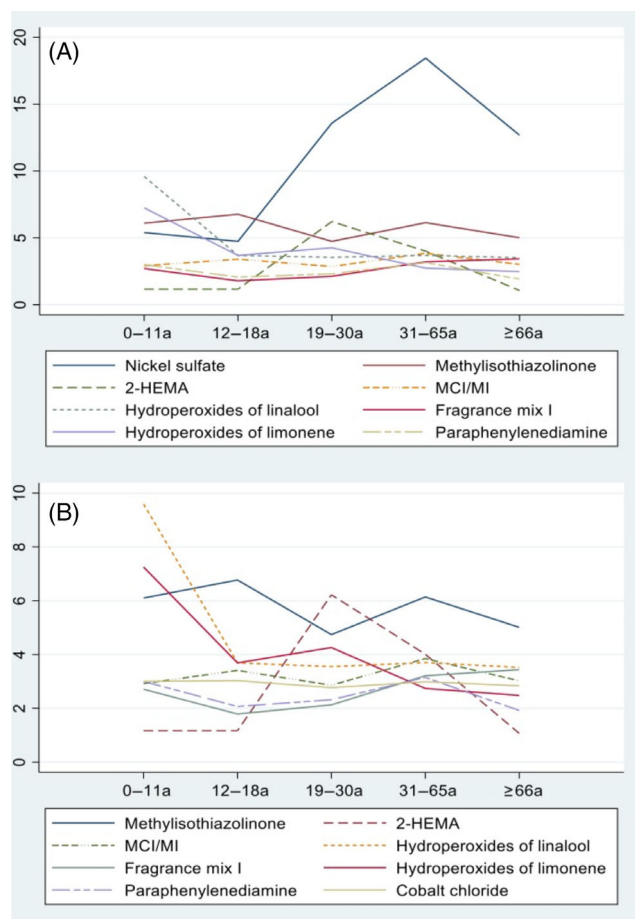 (A)
20
15
10
5
0
0–11a 12–18a 19–30a 31–65a ≥66a
Nickel sulfate Methylisothiazolinone
2-HEMA MCI/MI
Hydroperoxides of linalool Fragrance mix I
Hydroperoxides of limonene Paraphenylenediamine
(B)
10
8
6
4
2
0
0–11a 12–18a 19–30a 31–65a ≥66a
Methylisothiazolinone 2-HEMA
MCI/MI Hydroperoxides of linalool
Fragrance mix I Hydroperoxides of limonene
Paraphenylenediamine Cobalt chloride